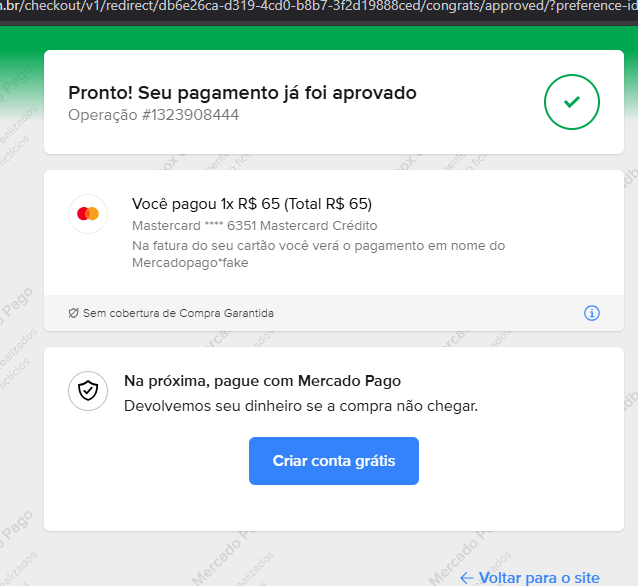 .br/checkout/v1/redirect/db6e26ca-d319-4cd0-b8b7-3f2d19888ced/congrats/approved/?preference-id
Pronto! Seu pagamento já foi aprovado
Operação #1323908444
Você pagou 1x R$ 65 (Total R$ 65)
Mastercard **** 6351 Mastercard Crédito
Na fatura do seu cartão você verá o pagamento em nome do
Mercadopago*fake
Sem cobertura de Compra Garantida
Na próxima, pague com Mercado Pago
Devolvemos seu dinheiro se a compra não chegar.
Criar conta grátis
← Voltar para o site